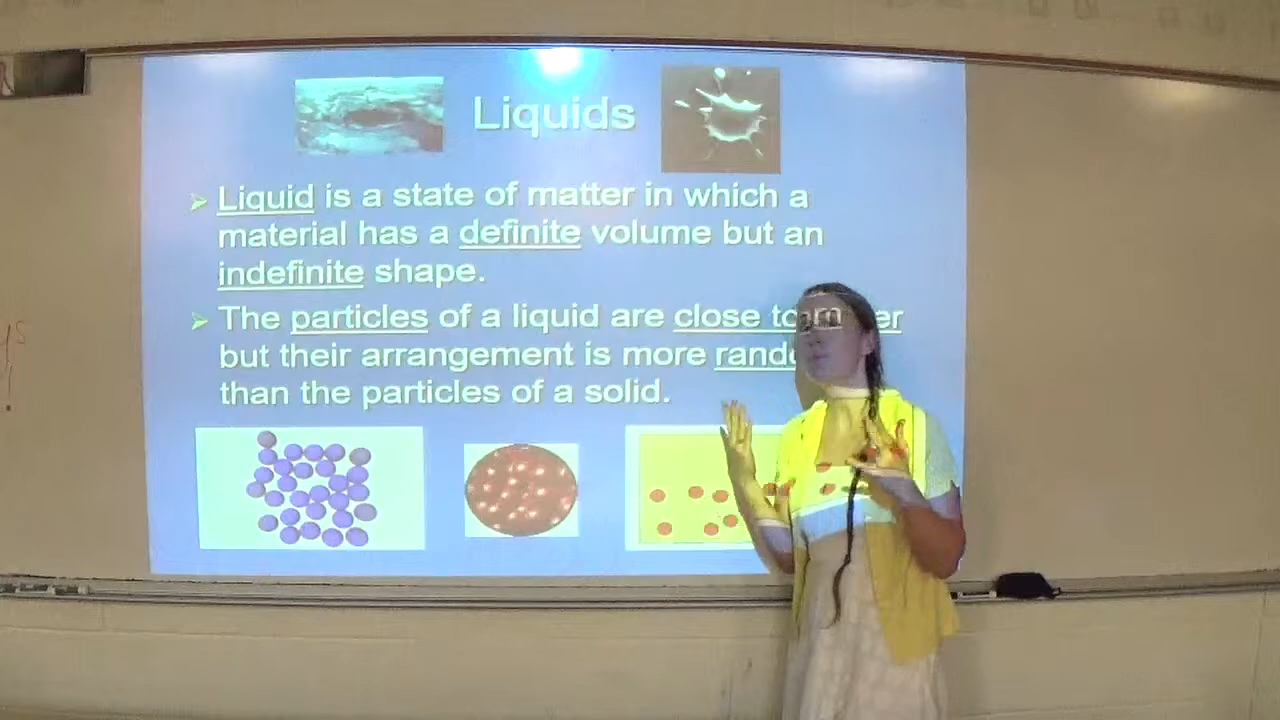 Liquids
Liquid is a state of matter in which a
material has a definite volume but an
indefinite shape.
The particles of a liquid are close
but their arrangement is more
than the particles of a solid.